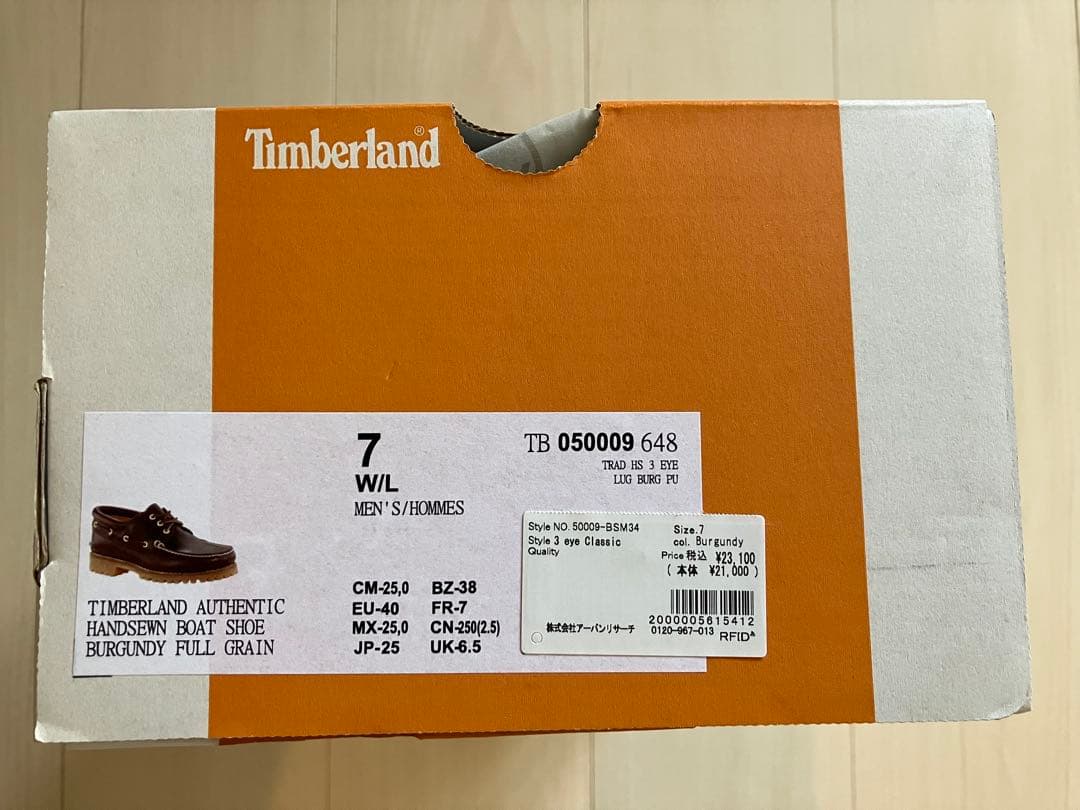 Timberland®
7
W/L
MEN'S/HOMMES
TB 050009 648
TRAD HS 3 EYE
LUG BURG PU
TIMBERLAND AUTHENTIC
HANDSEWN BOAT SHOE
BURGUNDY FULL GRAIN
CM-25,0 BZ-38
EU-40 FR-7
MX-25,0 CN-250(2.5)
JP-25 UK-6.5
Style NO. 50009-BSM34 Size.7
Style 3 eye Classic col. Burgundy
Quality Price 税込 ¥23,100
( 本体 ¥21,000 )
2000005615412
株式会社アーバンリサーチ 0120-967-013 RFID